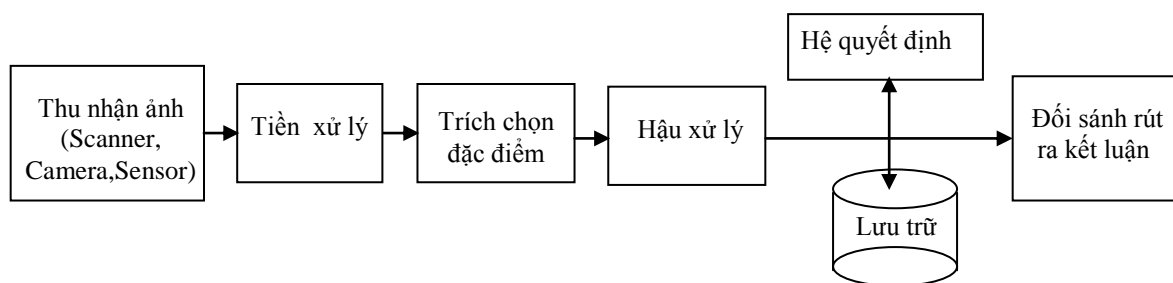 Thu nhận ảnh
(Scanner,
Camera,Sensor)
Tiền xử lý
Trích chọn
đặc điểm
Hậu xử lý
Hệ quyết định
Lưu trữ
Đối sánh rút
ra kết luận